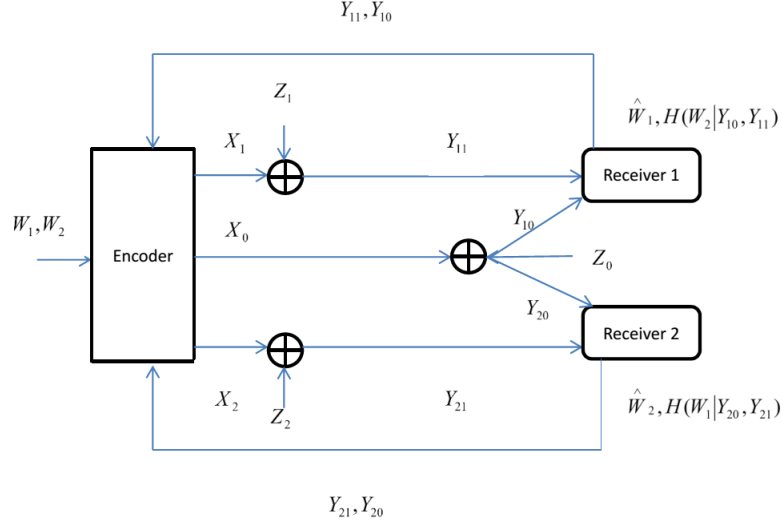 Y₁₁, Y₁₀
Z₁
Ŵ₁, H(W₂|Y₁₀, Y₁₁)
X₁
Y₁₁
Receiver 1
W₁, W₂
Y₁₀
X₀
Encoder
Z₀
Y₂₀
Receiver 2
X₂
Z₂
Y₂₁
Ŵ₂, H(W₁|Y₂₀, Y₂₁)
Y₂₁, Y₂₀